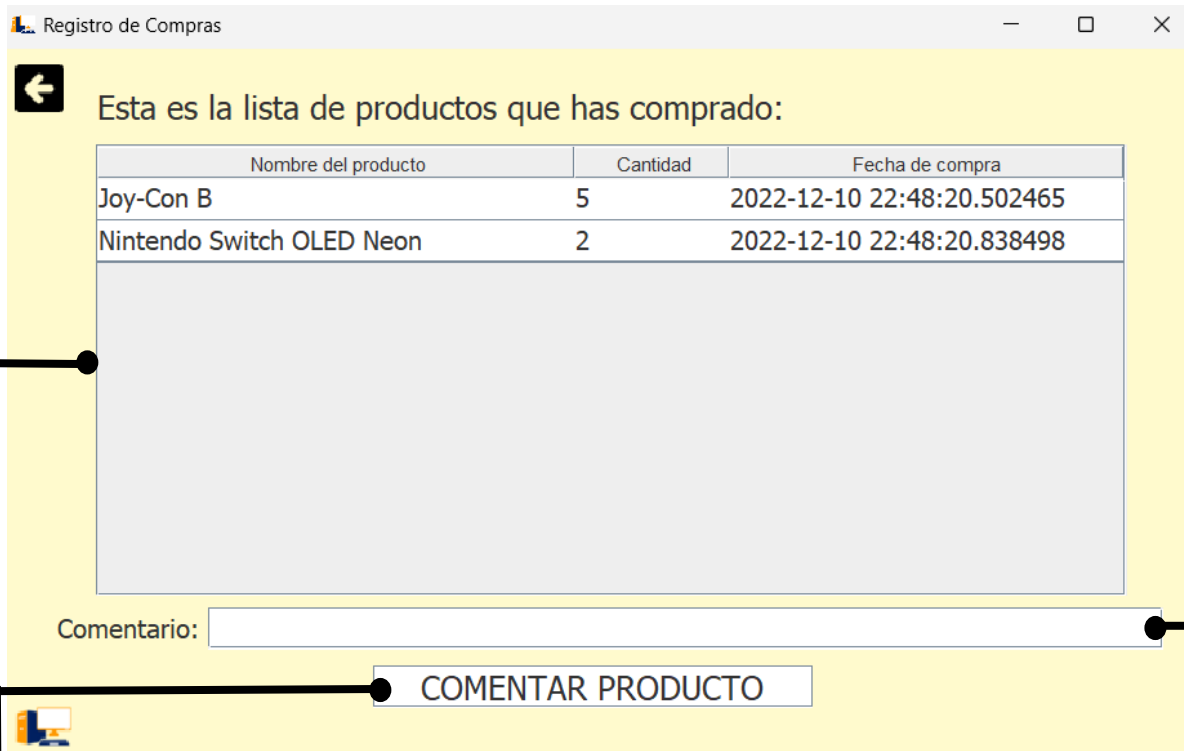 Registro de Compras
Esta es la lista de productos que has comprado:
Nombre del producto Cantidad Fecha de compra
Joy-Con B 5 2022-12-10 22:48:20.502465
Nintendo Switch OLED Neon 2 2022-12-10 22:48:20.838498
Comentario:
COMENTAR PRODUCTO